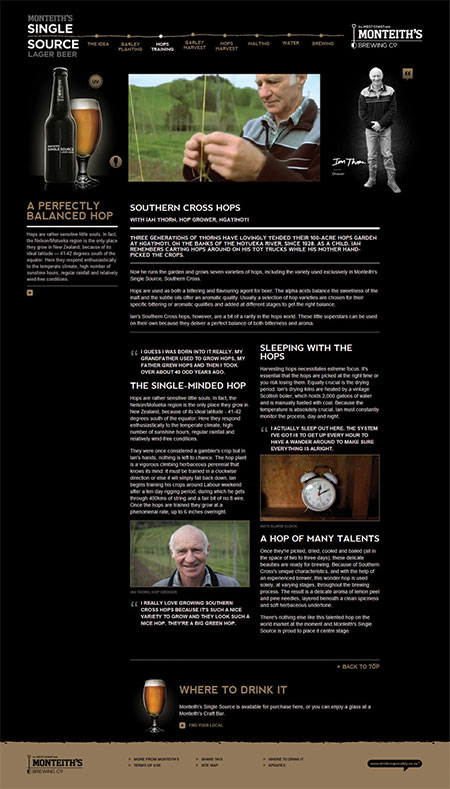 MONTEITH'S
SINGLE
SOURCE
LAGER BEER
THE IDEA
BARLEY
PLANTING
HOPS
TRAINING
BARLEY
HARVEST
HOPS
HARVEST
MALTING
WATER
BREWING
MONTEITH'S
BREWING CO
UV
Ian Thorn
A PERFECTLY
BALANCED HOP
Hops are rather sensitive little souls. In fact,
the Nelson/Motueka region is the only place
they grow in New Zealand, because of its
ideal latitude — 41-42 degrees south of the
equator. Here they respond enthusiastically
to the temperate climate, high number of
sunshine hours, regular rainfall and relatively
wind-free conditions.
SOUTHERN CROSS HOPS
WITH IAN THORN, HOP GROWER, NGATIMOTI
THREE GENERATIONS OF THORNS HAVE LOVINGLY TENDED THEIR 100-ACRE HOPS GARDEN
AT NGATIMOTI, ON THE BANKS OF THE MOTUEKA RIVER, SINCE 1928. AS A CHILD, IAN
REMEMBERS CARTING HOPS AROUND ON HIS TOY TRUCKS WHILE HIS MOTHER HAND-
PICKED THE CROPS.
Now he runs the garden and grows seven varieties of hops, including the variety used exclusively in Monteith's
Single Source, Southern Cross.
Hops are used as both a bittering and flavouring agent for beer. The alpha acids balance the sweetness of the
malt and the subtle oils offer an aromatic quality. Usually a selection of hop varieties are chosen for their
specific bittering or aromatic qualities and added at different stages to get the right balance.
Ian's Southern Cross hops, however, are a bit of a rarity in the hops world. These little superstars can be used
on their own because they deliver a perfect balance of both bitterness and aroma.
I GUESS I WAS BORN INTO IT REALLY. MY
GRANDFATHER USED TO GROW HOPS, MY
FATHER GREW HOPS AND THEN I TOOK
OVER ABOUT 40 ODD YEARS AGO.
THE SINGLE-MINDED HOP
Hops are rather sensitive little souls. In fact, the
Nelson/Motueka region is the only place they grow in
New Zealand, because of its ideal latitude - 41-42
degrees south of the equator. Here they respond
enthusiastically to the temperate climate, high number
of sunshine hours, regular rainfall and
relatively wind-free conditions.
They were once considered a gambler's crop but in
Ian's hands, nothing is left to chance. The hop plant
is a vigorous climbing herbaceous perennial that
knows its mind. It must be trained in a clockwise
direction or else it will simply fall back down. Ian
begins training his crops around Labour weekend
after a ten day rigging period, during which he gets
through 400kms of string and a fair bit of no.8 wire.
Once the hops are trained they grow at a
phenomenal rate, up to 6 inches overnight.
IAN THORN, HOP GROWER
I REALLY LOVE GROWING SOUTHERN
CROSS HOPS BECAUSE IT'S SUCH A NICE
VARIETY TO GROW AND THEY LOOK SUCH A
NICE HOP. THEY'RE A BIG GREEN HOP.
SLEEPING WITH THE
HOPS
Harvesting hops necessitates extreme focus. It's
essential that the hops are picked at the right time or
you risk losing them. Equally crucial is the drying
period. Ian's drying kilns are heated by a vintage
Scottish boiler, which holds 2,000 gallons of water
and is manually fuelled with coal. Because the
temperature is absolutely crucial, Ian must constantly
monitor the process, day and night.
I ACTUALLY SLEEP OUT HERE. THE SYSTEM
I'VE GOT IS TO GET UP EVERY HOUR TO
HAVE A WANDER AROUND TO MAKE SURE
EVERYTHING IS ALRIGHT.
IAN'S ALARM CLOCK
A HOP OF MANY TALENTS
Once they're picked, dried, cooled and baled (all in
the space of two to three days), these delicate
beauties are ready for brewing. Because of Southern
Cross's unique characteristics, and with the help of
an experienced brewer, this wonder hop is used
solely, at varying stages, throughout the brewing
process. The result is a delicate aroma of lemon peel
and pine needles, layered beneath a clean spiciness
and soft herbaceous undertone.
There's nothing else like this talented hop on the
world market at the moment and Monteith's Single
Source is proud to place it centre stage.
BACK TO TOP
WHERE TO DRINK IT
Monteith's Single Source is available for purchase here, or you can enjoy a glass at a
Monteith's Craft Bar.
FIND YOUR LOCAL
MONTEITH'S
BREWING CO
MORE FROM MONTEITH'S
TERMS OF USE
SHARE THIS
SITE MAP
WHERE TO DRINK IT
UPDATES